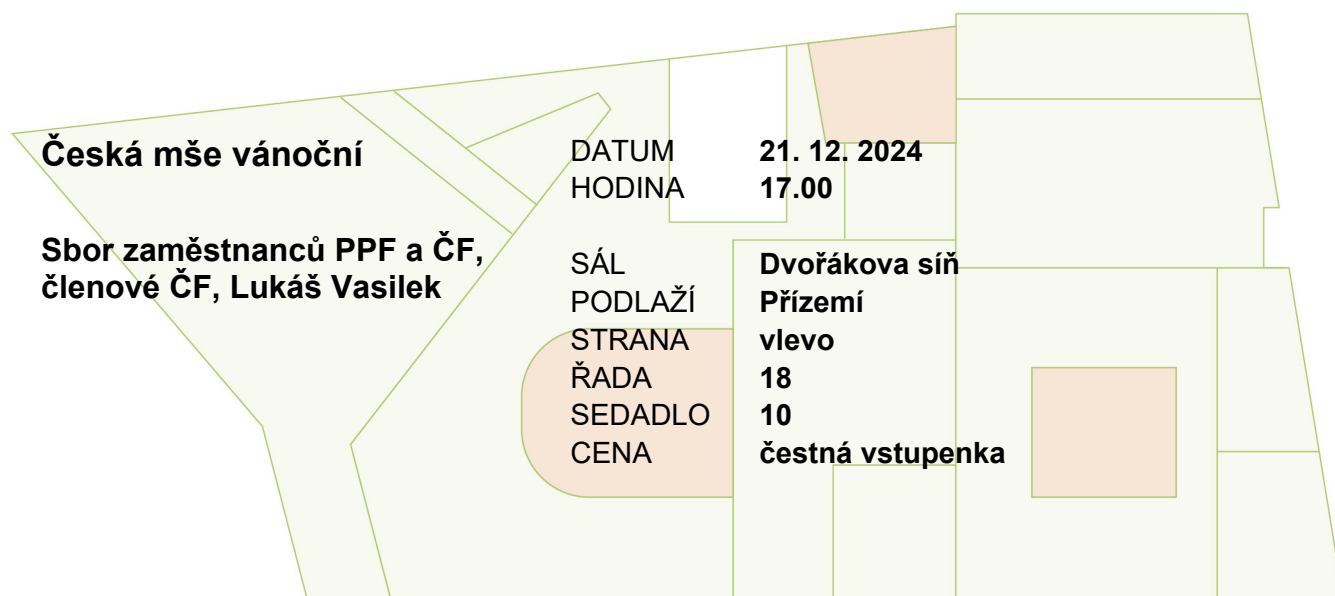 Česká mše vánoční
Sbor zaměstnanců PPF a ČF,
členové ČF, Lukáš Vasilek
DATUM 21. 12. 2024
HODINA 17.00
SÁL Dvořákova síň
PODLAŽÍ Přízemí
STRANA vlevo
ŘADA 18
SEDADLO 10
CENA čestná vstupenka